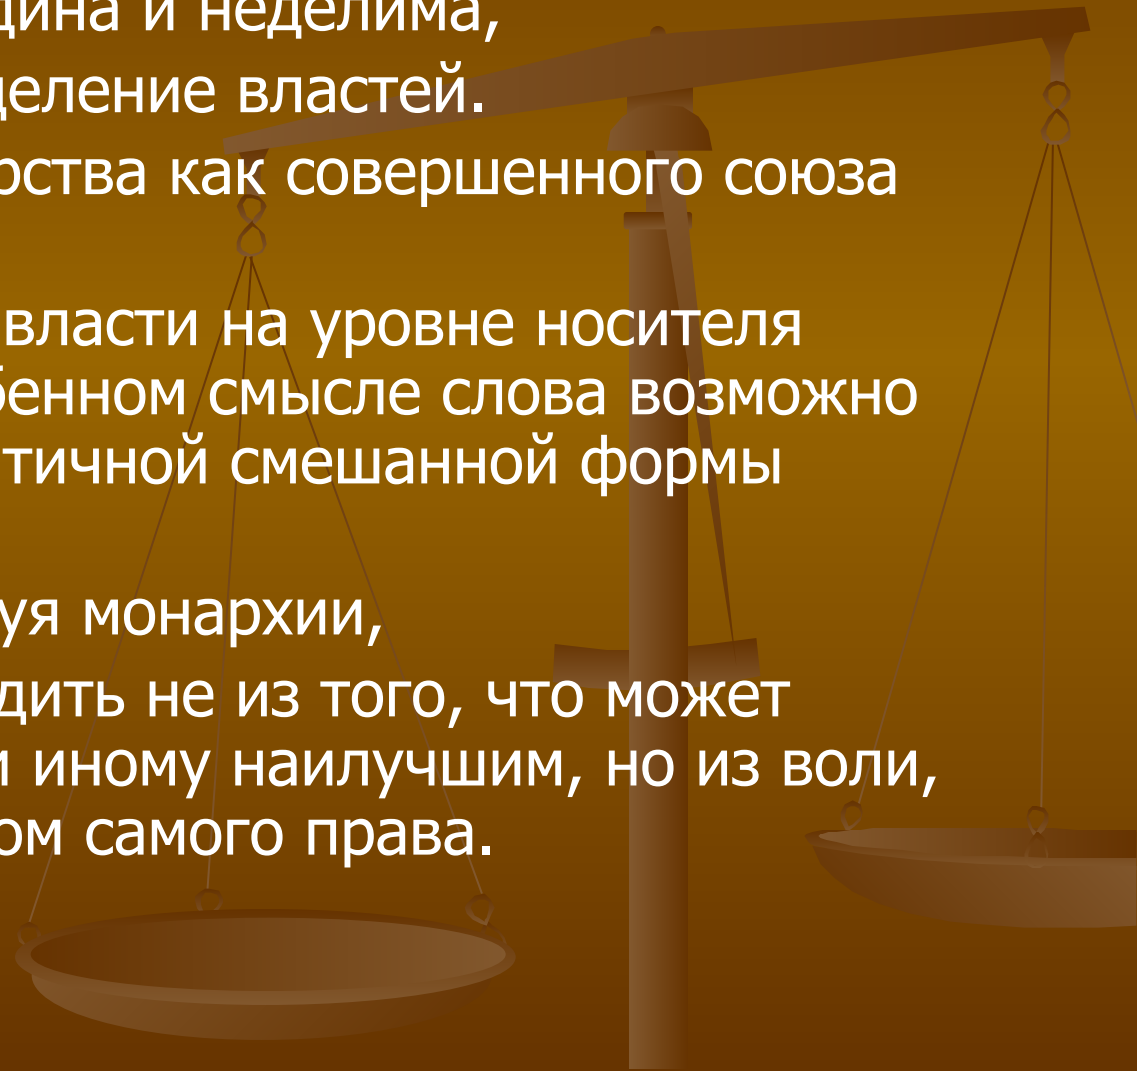 дина и неделима,
деление властей.
рства как совершенного союза
власти на уровне носителя
бенном смысле слова возможно
тичной смешанной формы
уя монархии,
дить не из того, что может
и иному наилучшим, но из воли,
ом самого права.